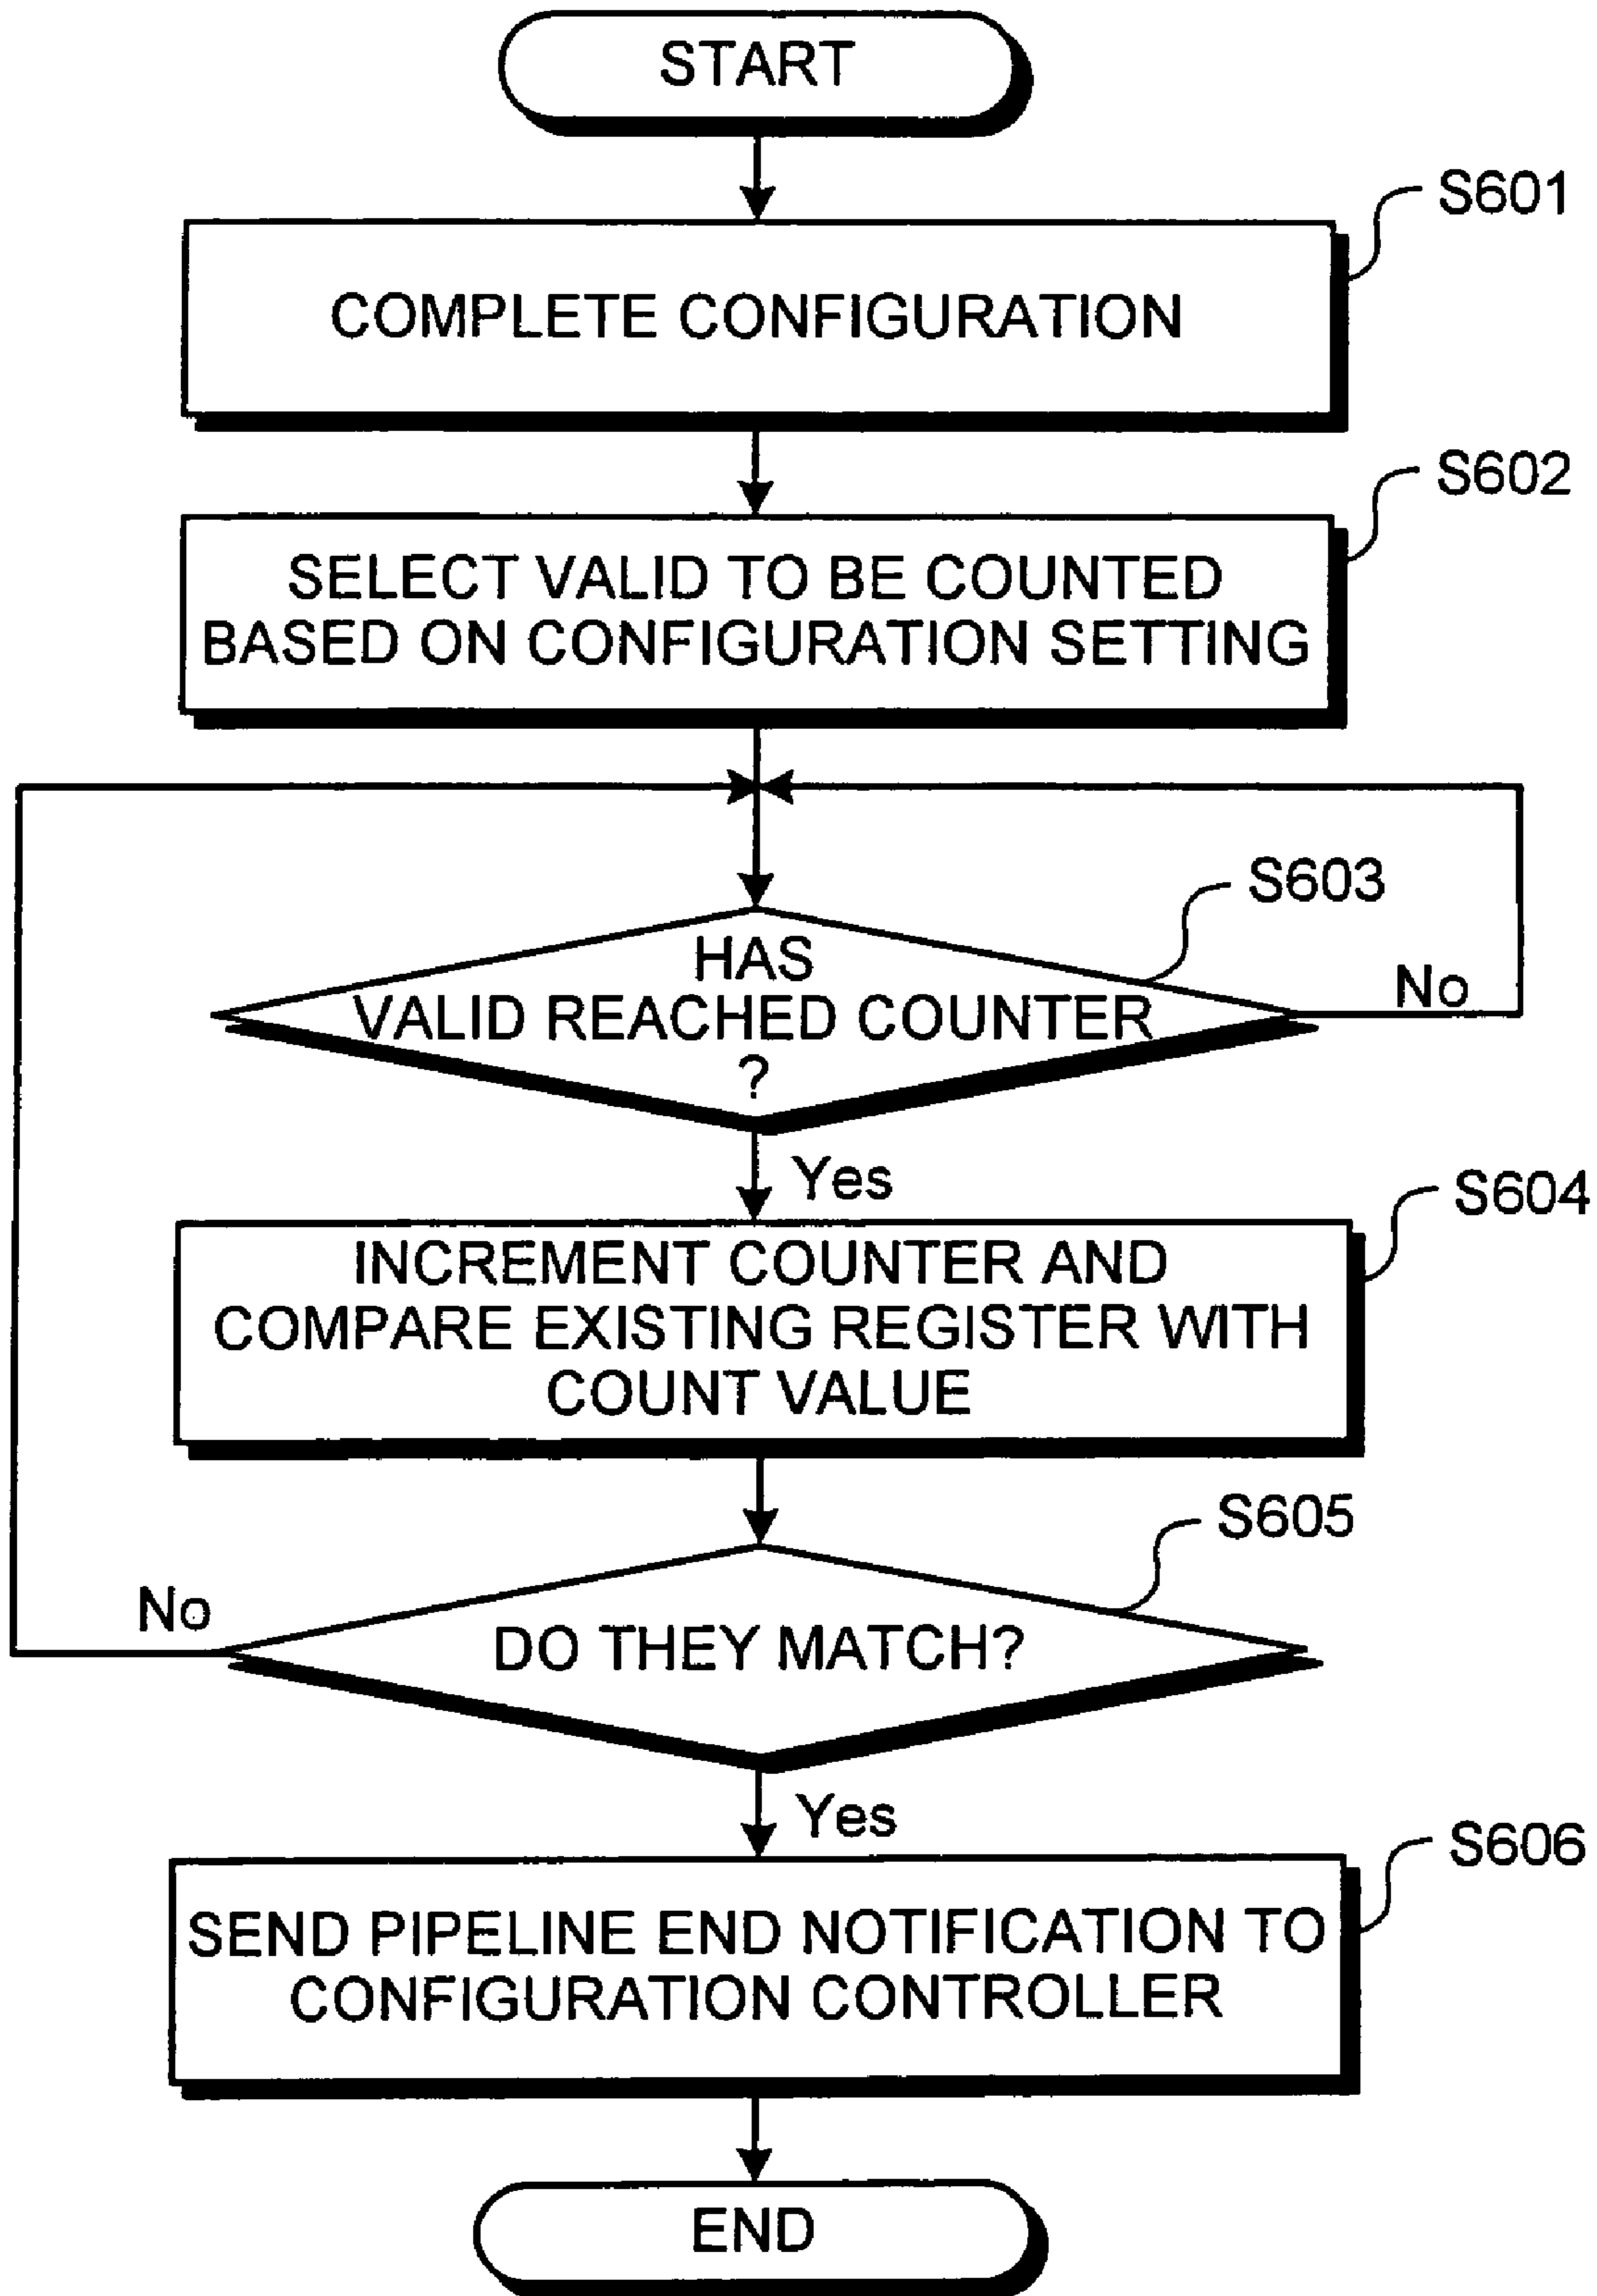 START
S601
COMPLETE CONFIGURATION
S602
SELECT VALID TO BE COUNTED
BASED ON CONFIGURATION SETTING
S603
HAS
VALID REACHED COUNTER
?
No
Yes
S604
INCREMENT COUNTER AND
COMPARE EXISTING REGISTER WITH
COUNT VALUE
S605
No
DO THEY MATCH?
Yes
S606
SEND PIPELINE END NOTIFICATION TO
CONFIGURATION CONTROLLER
END